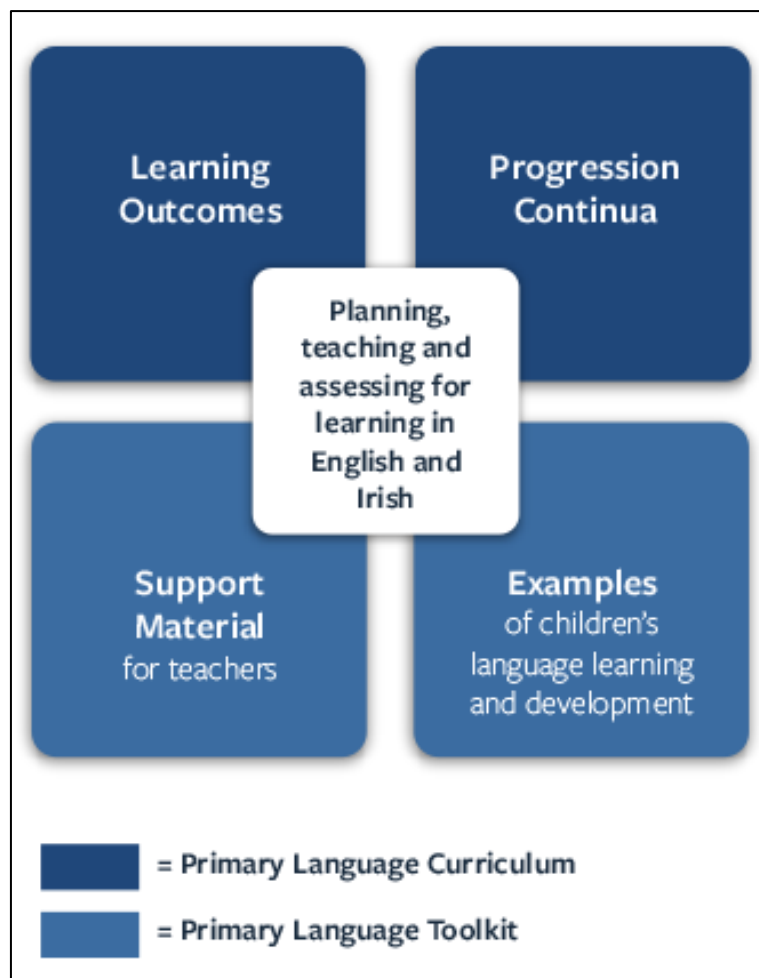 Learning
Outcomes
Progression
Continua
Planning,
teaching and
assessing for
learning in
English and
Irish
Support
Material
for teachers
Examples
of children's
language learning
and development
= Primary Language Curriculum
= Primary Language Toolkit